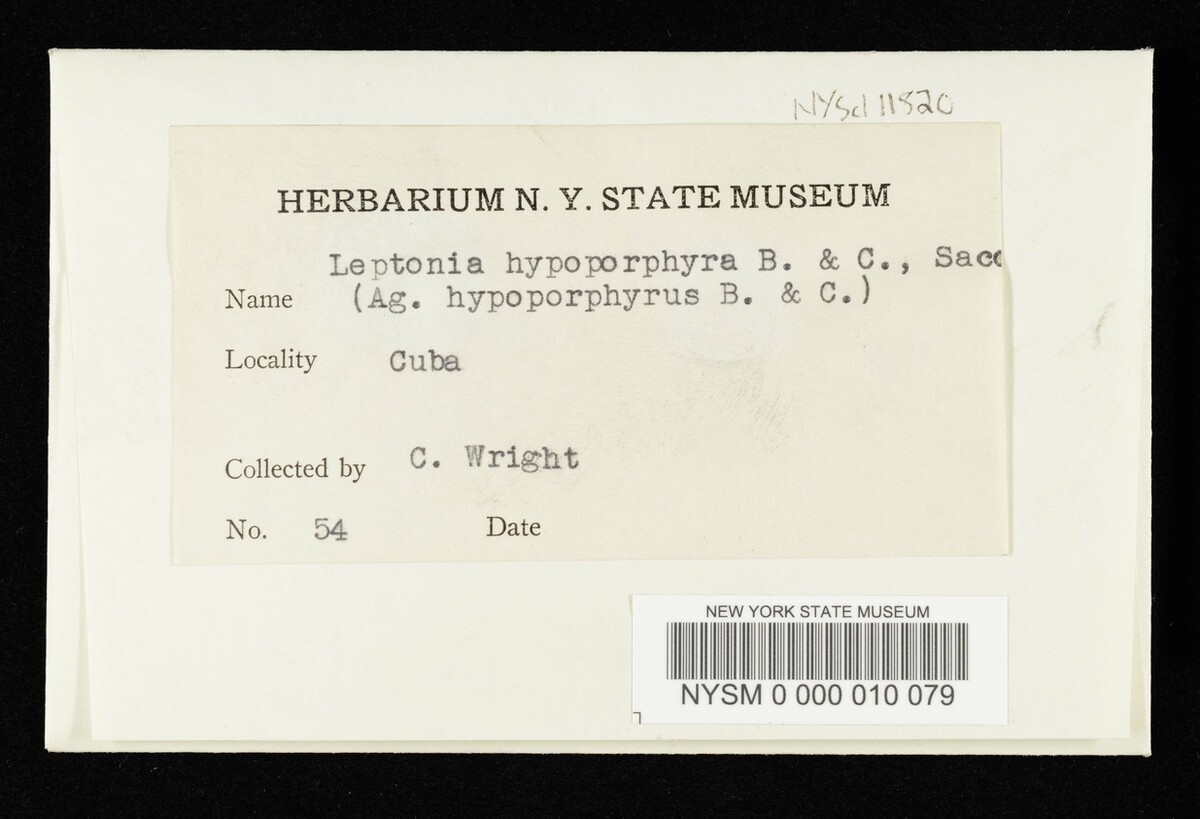 NYSd 11820
HERBARIUM N. Y. STATE MUSEUM
Leptonia hypoporphyra B. & C., Sacc
Name (Ag. hypoporphyrus B. & C.)
Locality Cuba
Collected by C. Wright
No. 54 Date
NEW YORK STATE MUSEUM
NYSM 0 000 010 079